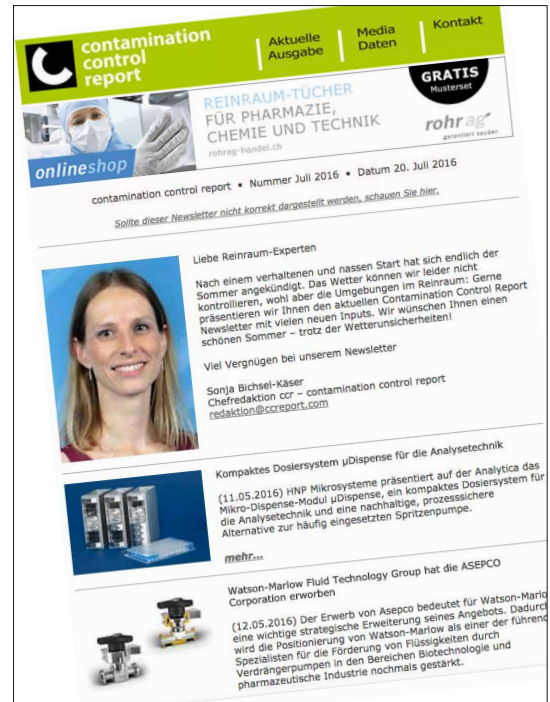 contamination
control
report
Aktuelle
Ausgabe
Media
Daten
Kontakt
onlineshop
REINRAUM-TÜCHER
FÜR PHARMAZIE,
CHEMIE UND TECHNIK
rohrag-handel.ch
GRATIS
Musterset
rohr ag
garantiert sauber.
contamination control report • Nummer Juli 2016 • Datum 20. Juli 2016
Sollte dieser Newsletter nicht korrekt dargestellt werden, schauen Sie hier.
Liebe Reinraum-Experten
Nach einem verhaltenen und nassen Start hat sich endlich der
Sommer angekündigt. Das Wetter können wir leider nicht
kontrollieren, wohl aber die Umgebungen im Reinraum: Gerne
präsentieren wir Ihnen den aktuellen Contamination Control Report
Newsletter mit vielen neuen Inputs. Wir wünschen Ihnen einen
schönen Sommer – trotz der Wetterunsicherheiten!
Viel Vergnügen bei unserem Newsletter
Sonja Bichsel-Käser
Chefredaktion ccr – contamination control report
redaktion@ccreport.com
Kompaktes Dosiersystem µDispense für die Analysetechnik
(11.05.2016) HNP Mikrosysteme präsentiert auf der Analytica das
Mikro-Dispense-Modul µDispense, ein kompaktes Dosiersystem für
die Analysetechnik und eine nachhaltige, prozesssichere
Alternative zur häufig eingesetzten Spritzenpumpe.
mehr...
Watson-Marlow Fluid Technology Group hat die ASEPCO
Corporation erworben
(12.05.2016) Der Erwerb von Asepco bedeutet für Watson-Marlo
eine wichtige strategische Erweiterung seines Angebots. Dadurch
wird die Positionierung von Watson-Marlow als einer der führend
Spezialisten für die Förderung von Flüssigkeiten durch
Verdrängerpumpen in den Bereichen Biotechnologie und
pharmazeutische Industrie nochmals gestärkt.